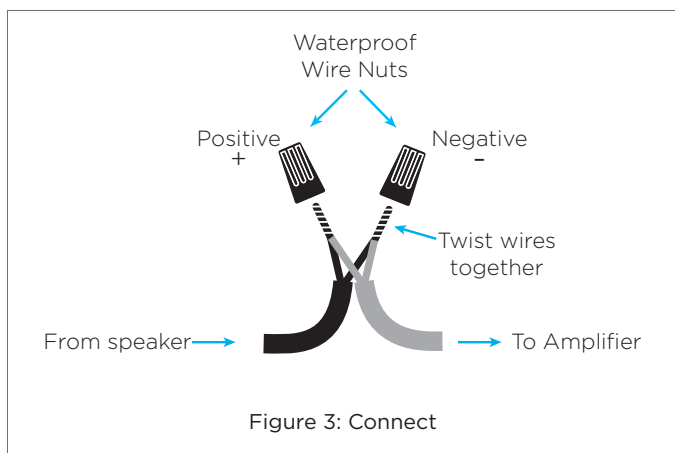 Waterproof
Wire Nuts
Positive
+
Negative
–
Twist wires
together
From speaker
To Amplifier
Figure 3: Connect